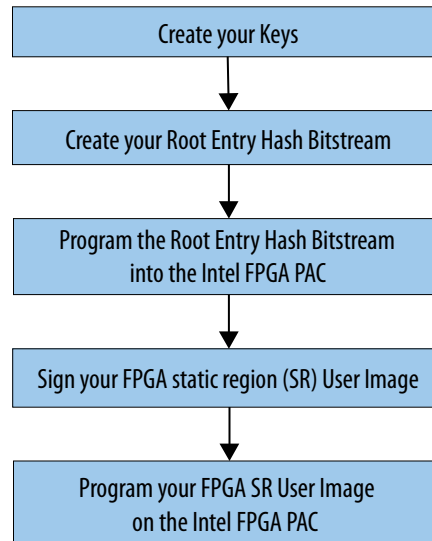 Create your Keys
Create your Root Entry Hash Bitstream
Program the Root Entry Hash Bitstream
into the Intel FPGA PAC
Sign your FPGA static region (SR) User Image
Program your FPGA SR User Image
on the Intel FPGA PAC